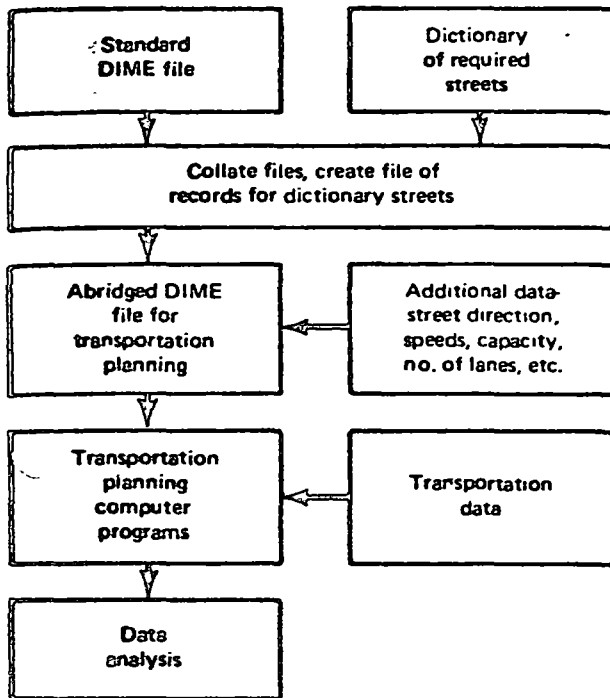 Standard
DIME file
Dictionary
of required
streets
Collate files, create file of
records for dictionary streets
Abridged DIME
file for
transportation
planning
Additional data-
street direction,
speeds, capacity,
no. of lanes, etc.
Transportation
planning
computer
programs
Transportation
data
Data
analysis